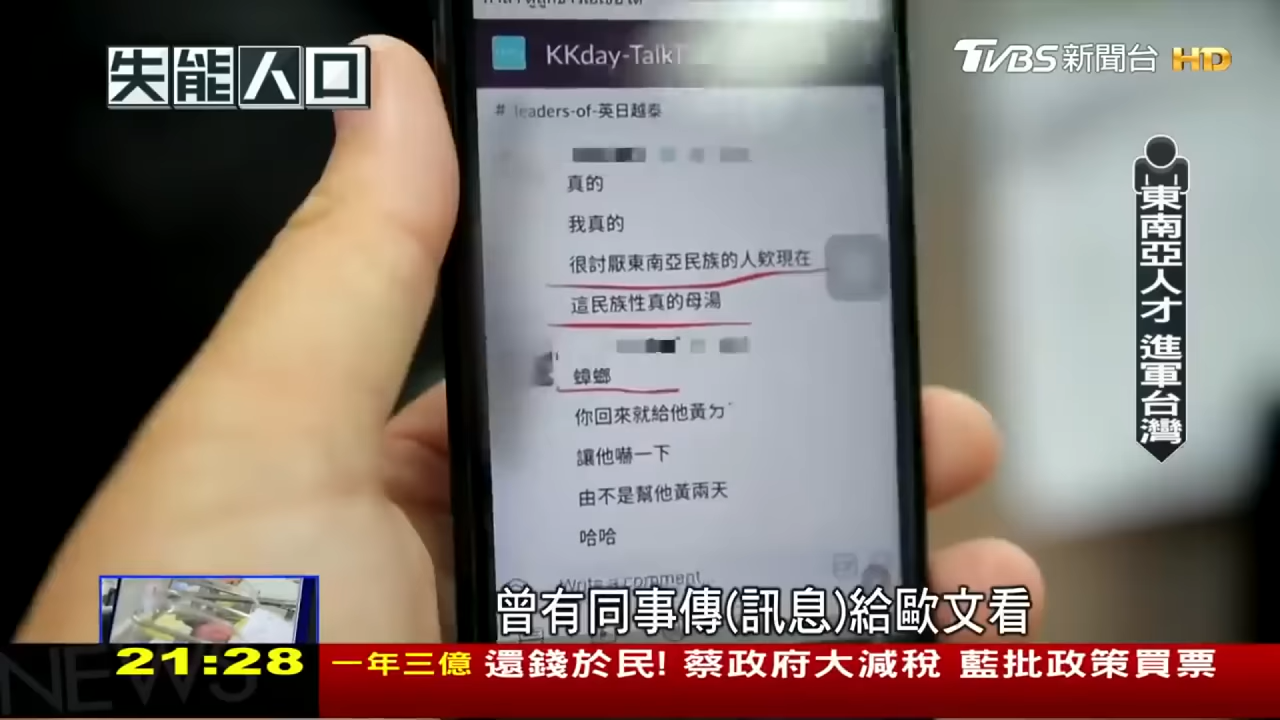 失能人口
TVBS新聞台 HD
東南亞人才 進軍台灣
KKday-TalkT
# leaders-of-英日越泰
真的
我真的
很討厭東南亞民族的人欸現在
這民族性真的母湯
蟑螂
你回來就給他黃ㄉˇ
讓他嚇一下
由不是幫他黃兩天
哈哈
Write a comment
曾有同事傳(訊息)給歐文看
NEWS
21:28
一年三億 還錢於民! 蔡政府大減稅 藍批政策買票